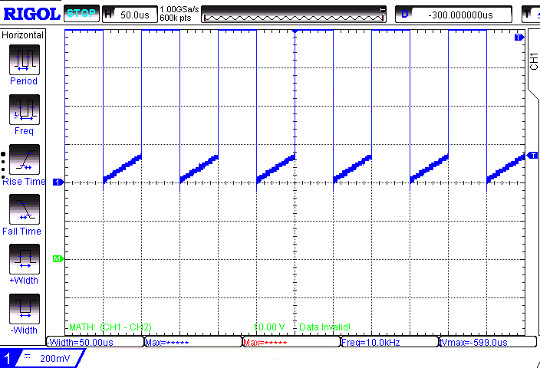 RIGOL STOP H 50.0us 1.00GSa/s 600k pts D -300.000000us T
Horizontal
Period
Freq
Rise Time
Fall Time
+Width
-Width
CH1
T
T
M
MATH: (CH1 - CH2) 0.00 V Data Invalid!
-Width=50.00us Max=***** Max=***** Freq=10.0kHz tVmax=-599.0us
1 200mV